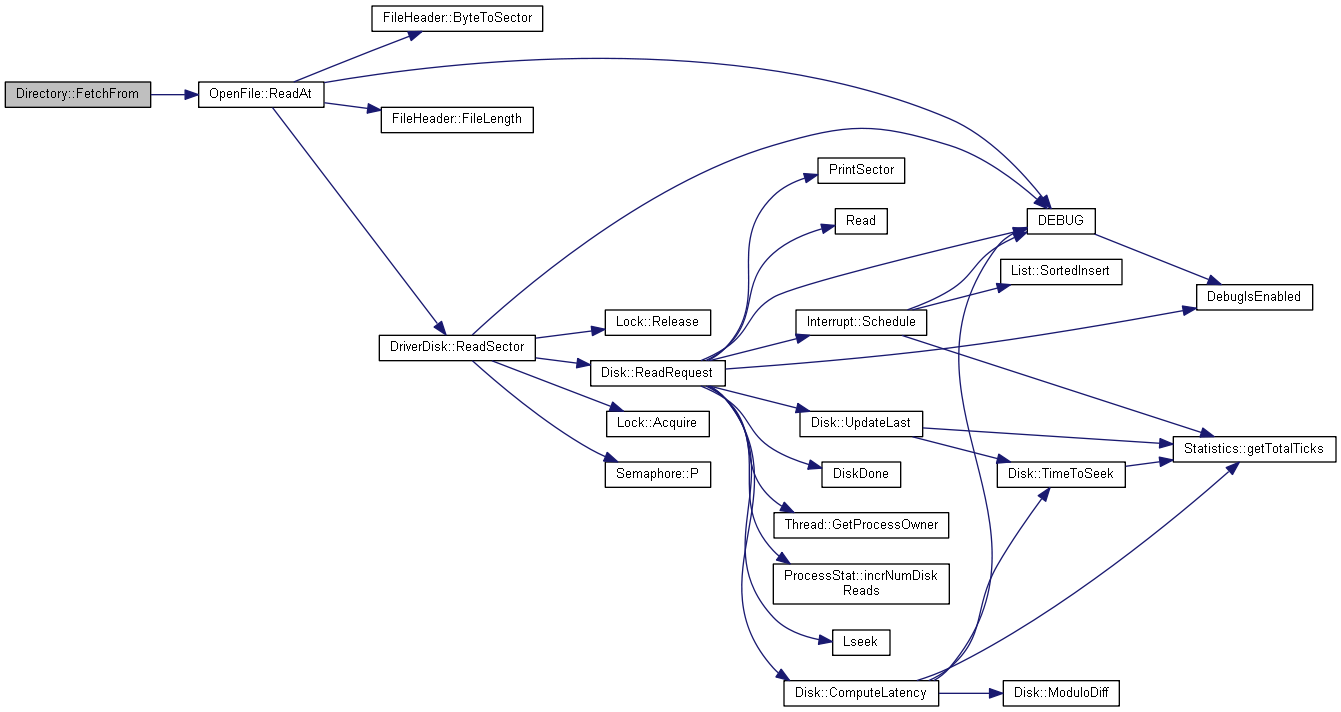 FileHeader::ByteToSector
Directory::FetchFrom
OpenFile::ReadAt
FileHeader::FileLength
PrintSector
Read
DEBUG
List::SortedInsert
DebugIsEnabled
Lock::Release
Interrupt::Schedule
DriverDisk::ReadSector
Disk::ReadRequest
Lock::Acquire
Disk::UpdateLast
Statistics::getTotalTicks
Semaphore::P
DiskDone
Disk::TimeToSeek
Thread::GetProcessOwner
ProcessStat::incrNumDisk
Reads
Lseek
Disk::ComputeLatency
Disk::ModuloDiff